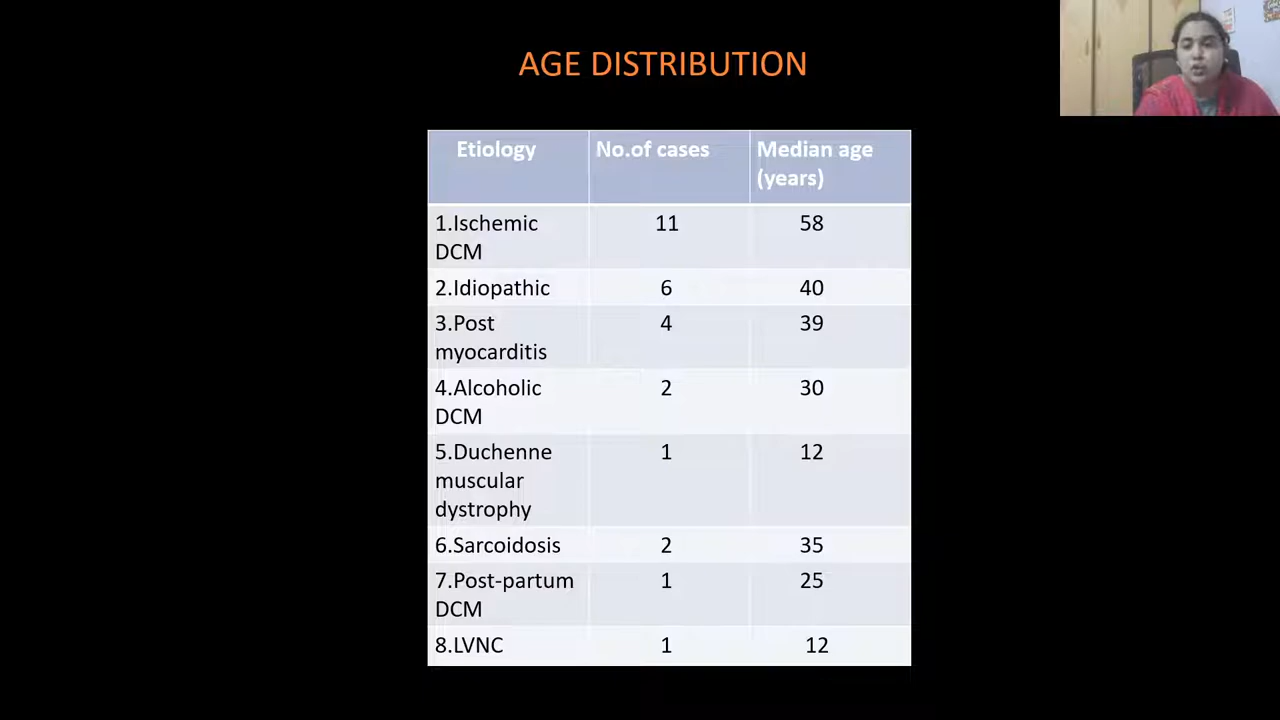 AGE DISTRIBUTION
Etiology No.of cases Median age
(years)
1.Ischemic 11 58
DCM
2.Idiopathic 6 40
3.Post 4 39
myocarditis
4.Alcoholic 2 30
DCM
5.Duchenne 1 12
muscular
dystrophy
6.Sarcoidosis 2 35
7.Post-partum 1 25
DCM
8.LVNC 1 12